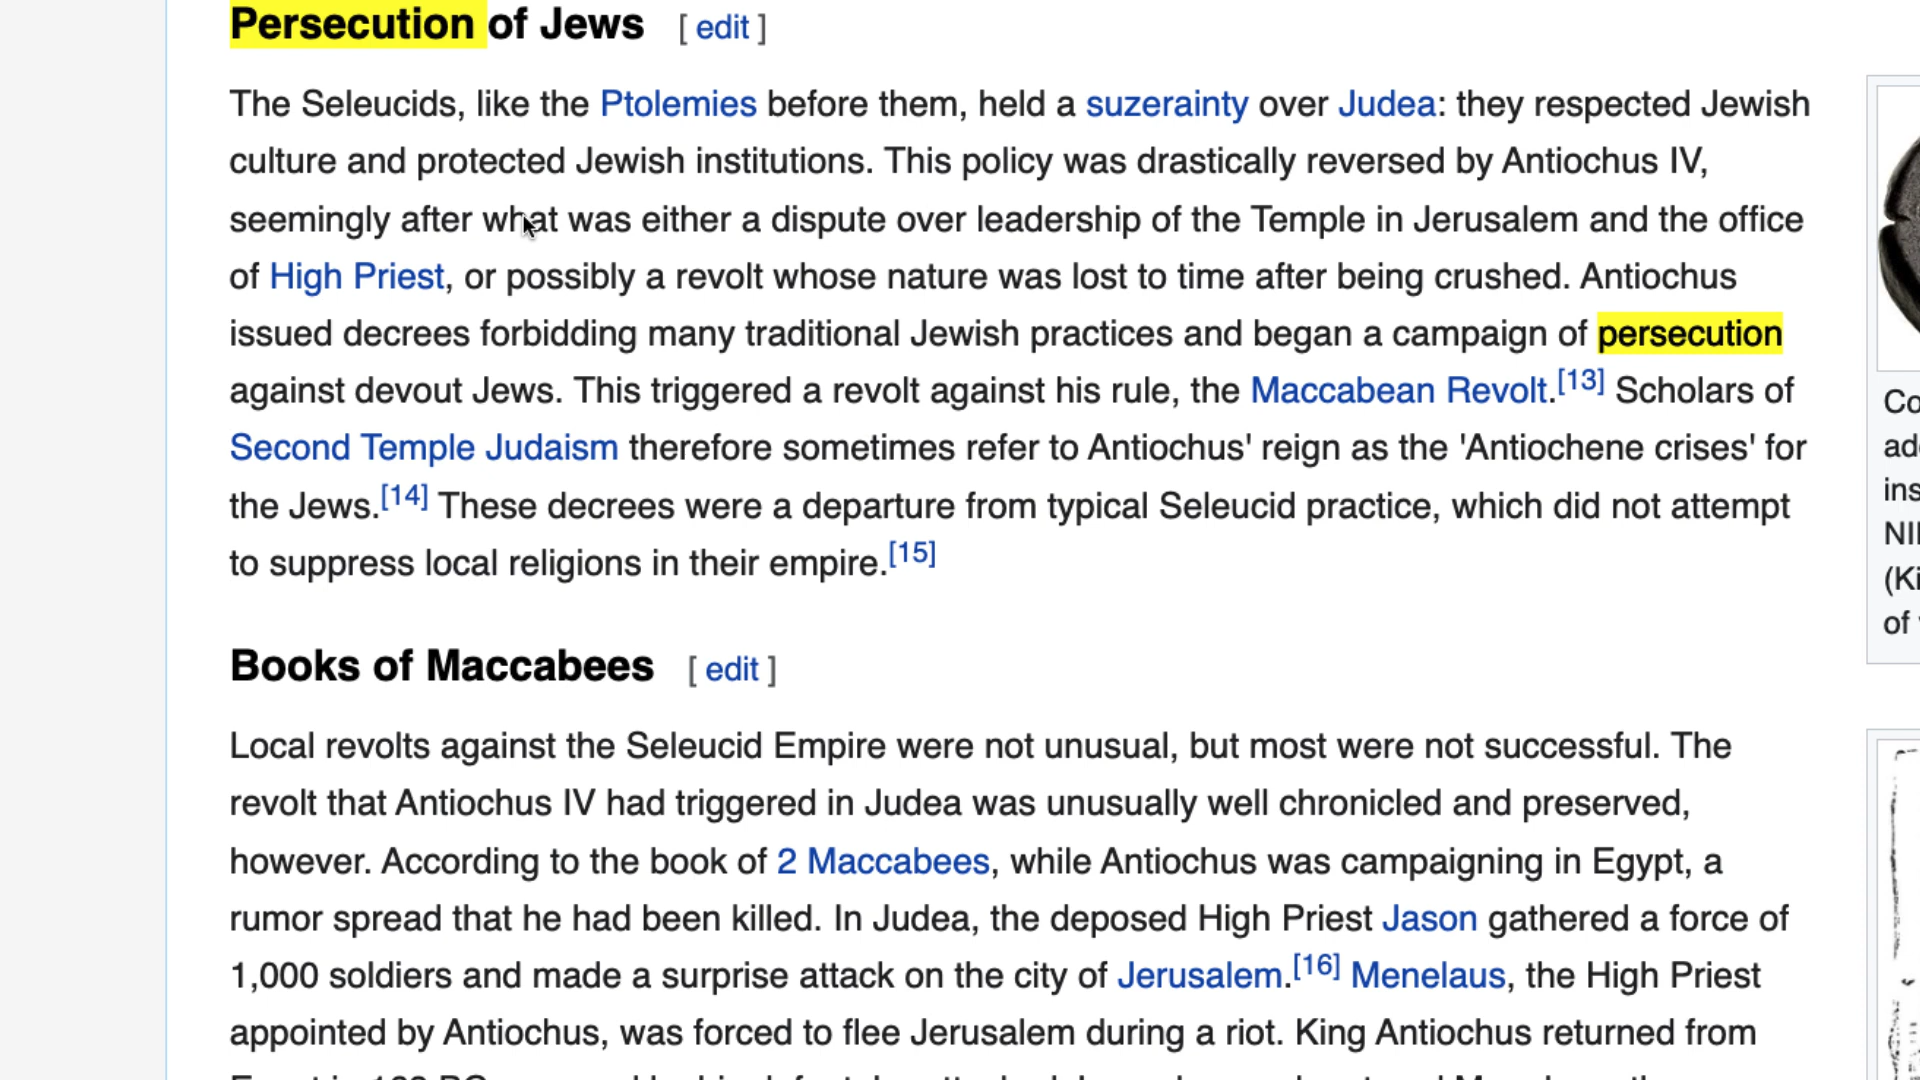 Persecution of Jews [ edit ]
The Seleucids, like the Ptolemies before them, held a suzerainty over Judea: they respected Jewish
culture and protected Jewish institutions. This policy was drastically reversed by Antiochus IV,
seemingly after what was either a dispute over leadership of the Temple in Jerusalem and the office
of High Priest, or possibly a revolt whose nature was lost to time after being crushed. Antiochus
issued decrees forbidding many traditional Jewish practices and began a campaign of persecution
against devout Jews. This triggered a revolt against his rule, the Maccabean Revolt.[13] Scholars of
Second Temple Judaism therefore sometimes refer to Antiochus' reign as the 'Antiochene crises' for
the Jews.[14] These decrees were a departure from typical Seleucid practice, which did not attempt
to suppress local religions in their empire.[15]
Books of Maccabees [ edit ]
Local revolts against the Seleucid Empire were not unusual, but most were not successful. The
revolt that Antiochus IV had triggered in Judea was unusually well chronicled and preserved,
however. According to the book of 2 Maccabees, while Antiochus was campaigning in Egypt, a
rumor spread that he had been killed. In Judea, the deposed High Priest Jason gathered a force of
1,000 soldiers and made a surprise attack on the city of Jerusalem.[16] Menelaus, the High Priest
appointed by Antiochus, was forced to flee Jerusalem during a riot. King Antiochus returned from
(Ki
of